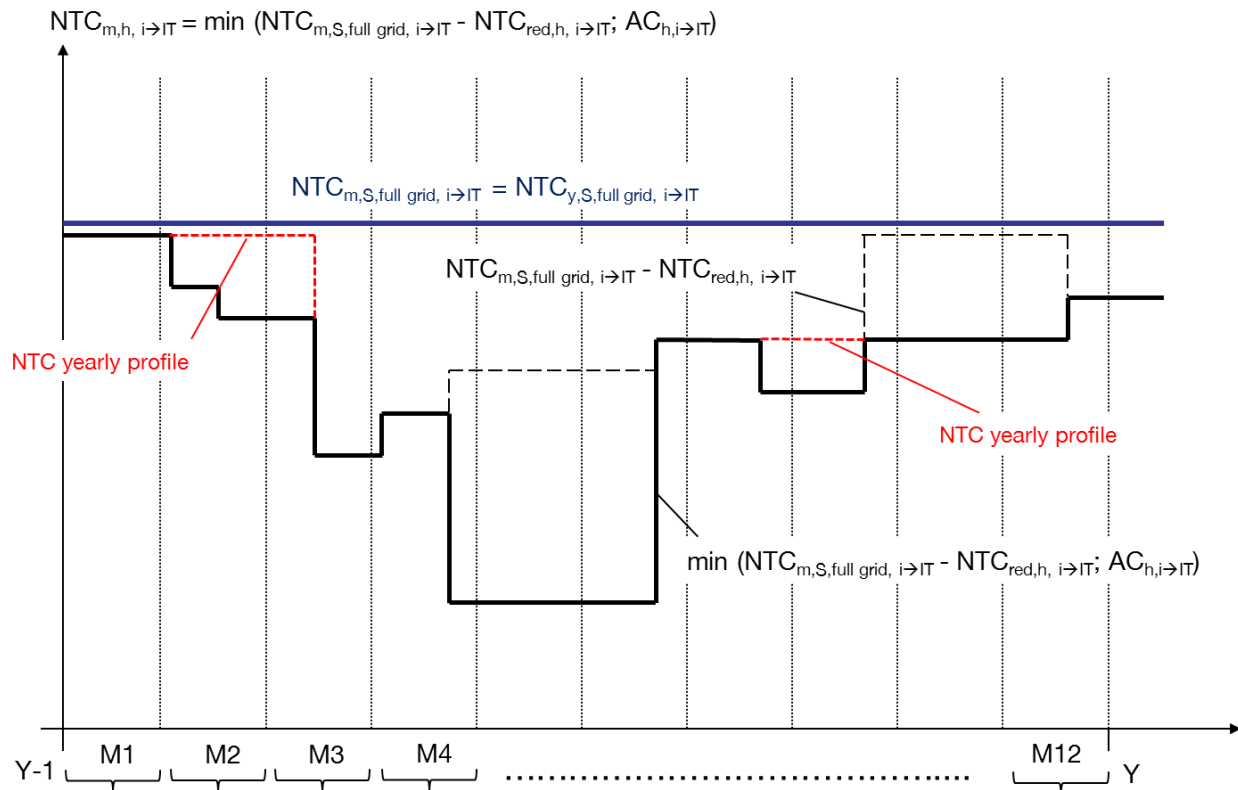 NTCm,h, i→IT = min (NTCm,S,full grid, i→IT - NTCred,h, i→IT; ACh,i→IT)
NTCm,S,full grid, i→IT = NTCy,S,full grid, i→IT
NTCm,S,full grid, i→IT - NTCred,h, i→IT
NTC yearly profile
NTC yearly profile
min (NTCm,S,full grid, i→IT - NTCred,h, i→IT; ACh,i→IT)
Y-1 M1 M2 M3 M4 M12 Y